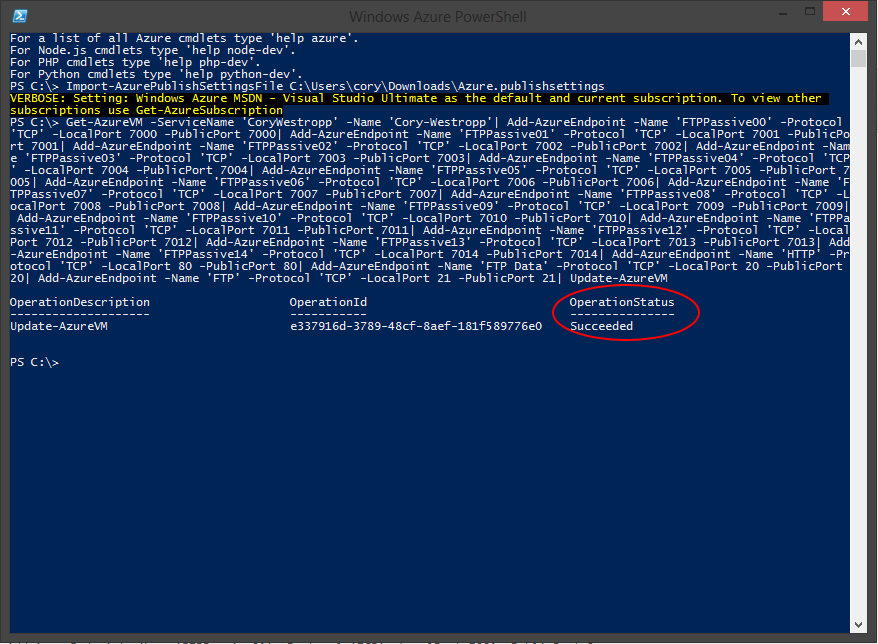 Windows Azure PowerShell
For a list of all Azure cmdlets type 'help azure'.
For Node.js cmdlets type 'help node-dev'.
For PHP cmdlets type 'help php-dev'.
For Python cmdlets type 'help python-dev'.
PS C:\> Import-AzurePublishSettingsFile C:\Users\cory\Downloads\Azure.publishsettings
VERBOSE: Setting: Windows Azure MSDN - Visual Studio Ultimate as the default and current subscription. To view other
subscriptions use Get-AzureSubscription
PS C:\> Get-AzureVM -ServiceName 'CoryWestropp' -Name 'Cory-Westropp'| Add-AzureEndpoint -Name 'FTPPassive00' -Protocol
'TCP' -LocalPort 7000 -PublicPort 7000| Add-AzureEndpoint -Name 'FTPPassive01' -Protocol 'TCP' -LocalPort 7001 -PublicPo
rt 7001| Add-AzureEndpoint -Name 'FTPPassive02' -Protocol 'TCP' -LocalPort 7002 -PublicPort 7002| Add-AzureEndpoint -Nam
e 'FTPPassive03' -Protocol 'TCP' -LocalPort 7003 -PublicPort 7003| Add-AzureEndpoint -Name 'FTPPassive04' -Protocol 'TCP
' -LocalPort 7004 -PublicPort 7004| Add-AzureEndpoint -Name 'FTPPassive05' -Protocol 'TCP' -LocalPort 7005 -PublicPort 7
005| Add-AzureEndpoint -Name 'FTPPassive06' -Protocol 'TCP' -LocalPort 7006 -PublicPort 7006| Add-AzureEndpoint -Name 'F
TPPassive07' -Protocol 'TCP' -LocalPort 7007 -PublicPort 7007| Add-AzureEndpoint -Name 'FTPPassive08' -Protocol 'TCP' -L
ocalPort 7008 -PublicPort 7008| Add-AzureEndpoint -Name 'FTPPassive09' -Protocol 'TCP' -LocalPort 7009 -PublicPort 7009|
Add-AzureEndpoint -Name 'FTPPassive10' -Protocol 'TCP' -LocalPort 7010 -PublicPort 7010| Add-AzureEndpoint -Name 'FTPPa
ssive11' -Protocol 'TCP' -LocalPort 7011 -PublicPort 7011| Add-AzureEndpoint -Name 'FTPPassive12' -Protocol 'TCP' -Local
Port 7012 -PublicPort 7012| Add-AzureEndpoint -Name 'FTPPassive13' -Protocol 'TCP' -LocalPort 7013 -PublicPort 7013| Add
-AzureEndpoint -Name 'FTPPassive14' -Protocol 'TCP' -LocalPort 7014 -PublicPort 7014| Add-AzureEndpoint -Name 'HTTP' -Pr
otocol 'TCP' -LocalPort 80 -PublicPort 80| Add-AzureEndpoint -Name 'FTP Data' -Protocol 'TCP' -LocalPort 20 -PublicPort
20| Add-AzureEndpoint -Name 'FTP' -Protocol 'TCP' -LocalPort 21 -PublicPort 21| Update-AzureVM
OperationDescription OperationId OperationStatus
-------------------- ----------- ---------------
Update-AzureVM e337916d-3789-48cf-8aef-181f589776e0 Succeeded
PS C:\>